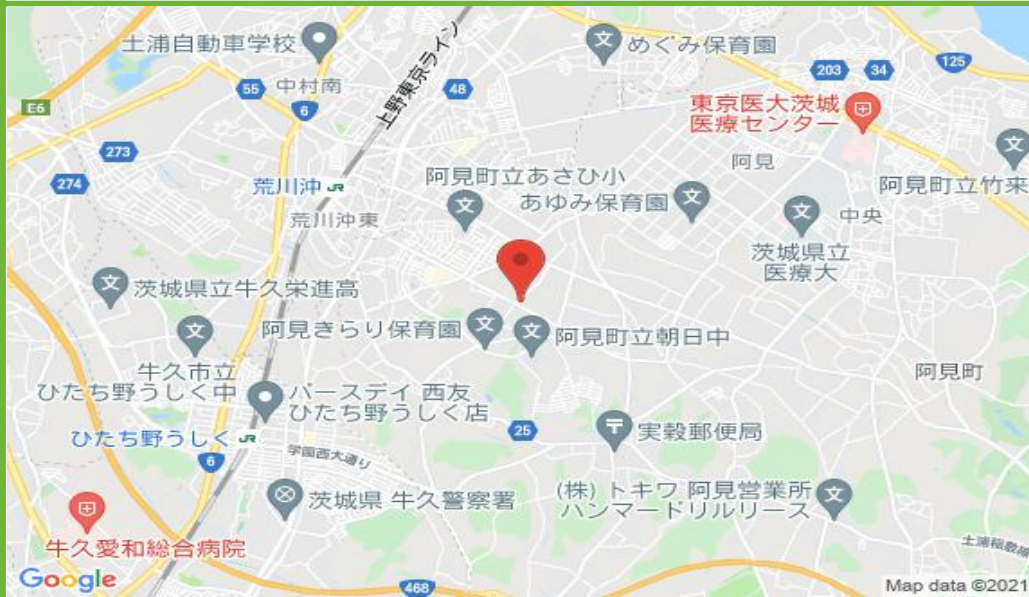 土浦自動車学校
めぐみ保育園
125
203
34
中村南
55
6
48
上野東京ライン
E6
東京医大茨城
医療センター
273
274
荒川沖 JR
阿見町立あさひ小
阿見
阿見町立竹来
荒川沖東
あゆみ保育園
中央
茨城県立
医療大
茨城県立牛久栄進高
阿見きらり保育園
阿見町立朝日中
牛久市立
ひたち野うしく中
阿見町
バースデイ 西友
ひたち野うしく店
ひたち野うしく JR
25
実穀郵便局
学園西大通り
6
茨城県 牛久警察署
(株) トキワ 阿見営業所
ハンマードリルリース
牛久愛和総合病院
土浦稲敷線
Google
468
Map data ©2021